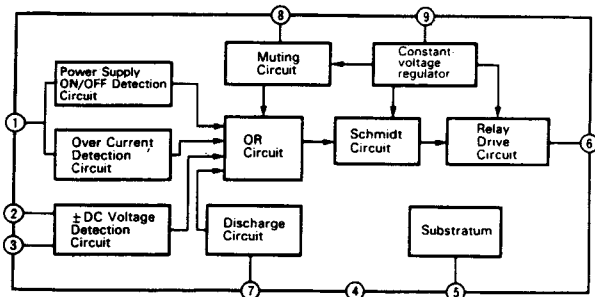 8
9
Muting
Circuit
Constant-
voltage
regulator
Power Supply
ON/OFF Detection
Circuit
1
Over Current
Detection
Circuit
OR
Circuit
Schmidt
Circuit
Relay
Drive
Circuit
6
2
3
± DC Voltage
Detection
Circuit
Discharge
Circuit
Substratum
7
4
5